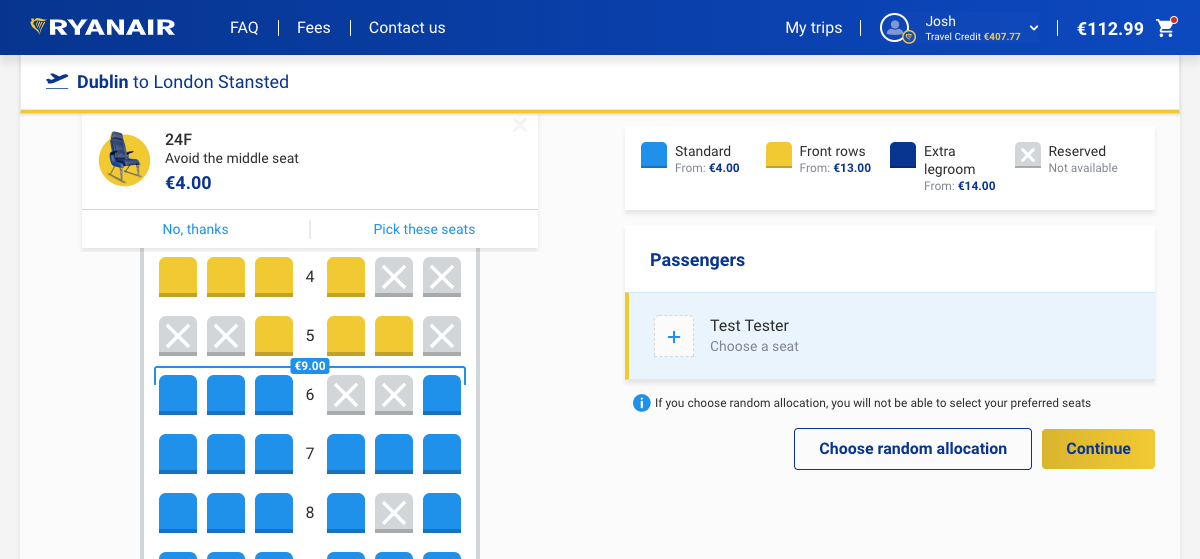 RYANAIR
FAQ
Fees
Contact us
My trips
Josh
Travel Credit €407.77
€112.99
Dublin to London Stansted
24F
Avoid the middle seat
€4.00
No, thanks
Pick these seats
4
5
€9.00
6
7
8
Standard
From: €4.00
Front rows
From: €13.00
Extra
legroom
From: €14.00
Reserved
Not available
Passengers
Test Tester
Choose a seat
If you choose random allocation, you will not be able to select your preferred seats
Choose random allocation
Continue